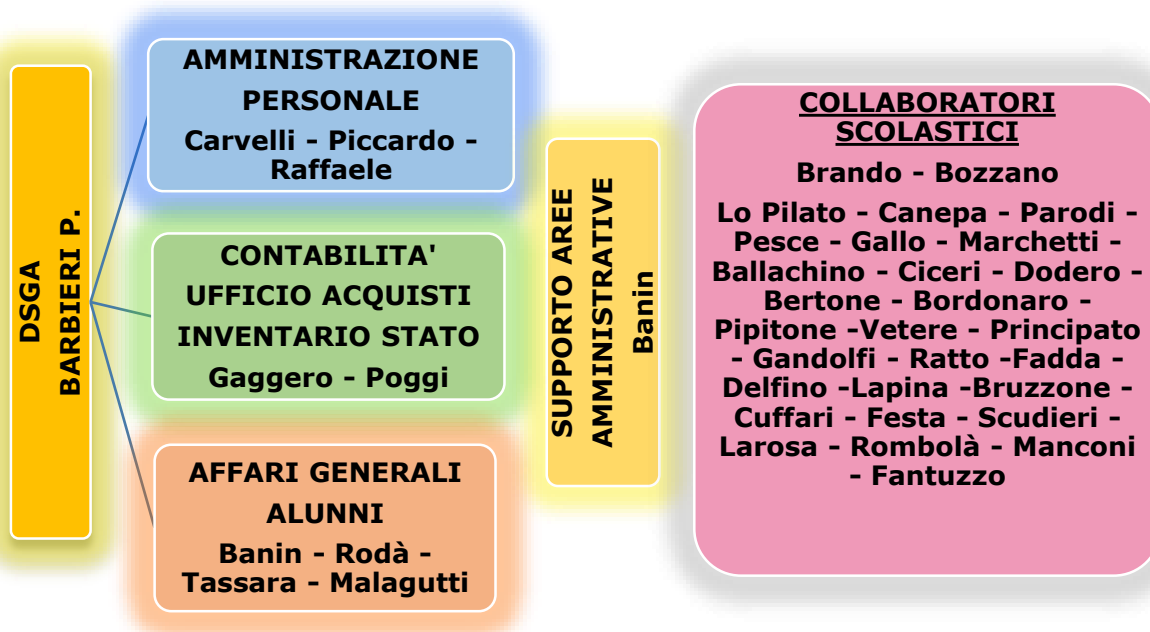 DSGA
BARBIERI P.
AMMINISTRAZIONE
PERSONALE
Carvelli - Piccardo -
Raffaele
CONTABILITA'
UFFICIO ACQUISTI
INVENTARIO STATO
Gaggero - Poggi
AFFARI GENERALI
ALUNNI
Banin - Rodà -
Tassara - Malagutti
SUPPORTO AREE
AMMINISTRATIVE
Banin
COLLABORATORI
SCOLASTICI
Brando - Bozzano
Lo Pilato - Canepa - Parodi -
Pesce - Gallo - Marchetti -
Ballachino - Ciceri - Dodero -
Bertone - Bordonaro -
Pipitone -Vetere - Principato
- Gandolfi - Ratto -Fadda -
Delfino -Lapina -Bruzzone -
Cuffari - Festa - Scudieri -
Larosa - Rombolà - Manconi
- Fantuzzo